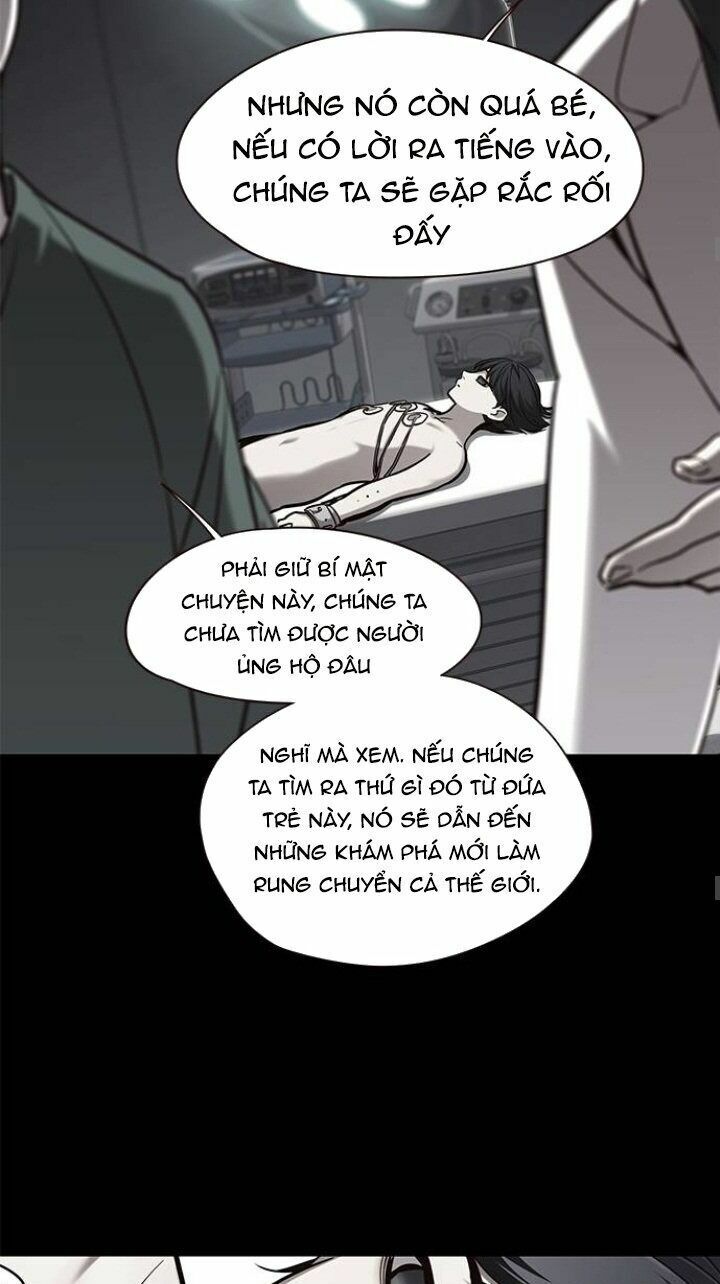 NHƯNG NÓ CÒN QUÁ BÉ,
NẾU CÓ LỜI RA TIẾNG VÀO,
CHÚNG TA SẼ GẶP RẮC RỐI
ĐẤY
PHẢI GIỮ BÍ MẬT
CHUYỆN NÀY, CHÚNG TA
CHƯA TÌM ĐƯỢC NGƯỜI
ỦNG HỘ ĐÂU
NGHĨ MÀ XEM. NẾU CHÚNG
TA TÌM RA THỨ GÌ ĐÓ TỪ ĐỨA
TRẺ NÀY, NÓ SẼ DẪN ĐẾN
NHỮNG KHÁM PHÁ MỚI LÀM
RUNG CHUYỂN CẢ THẾ GIỚI.